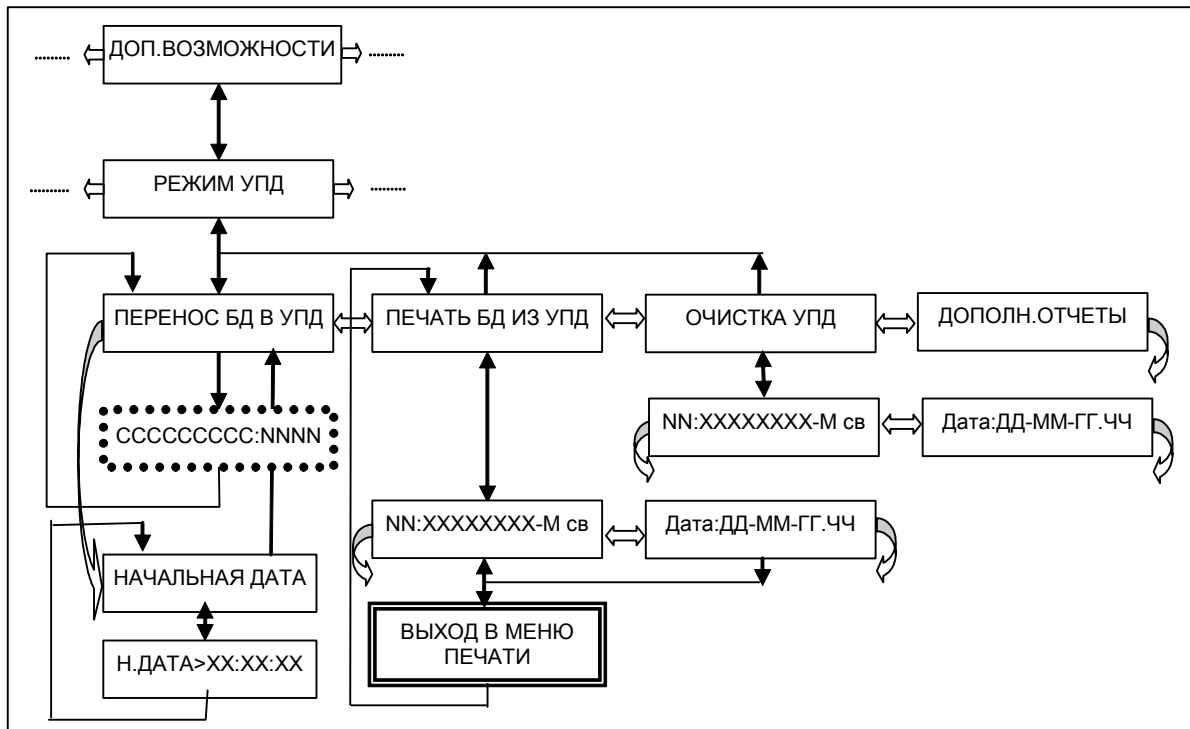 ДОП.ВОЗМОЖНОСТИ
РЕЖИМ УПД
ПЕРЕНОС БД В УПД
ПЕЧАТЬ БД ИЗ УПД
ОЧИСТКА УПД
ДОПОЛН.ОТЧЕТЫ
CCCCCCCCCC:NNNN
NN:XXXXXXXX-М св
Дата:ДД-ММ-ГГ.ЧЧ
NN:XXXXXXXX-М св
Дата:ДД-ММ-ГГ.ЧЧ
НАЧАЛЬНАЯ ДАТА
ВЫХОД В МЕНЮ
ПЕЧАТИ
Н.ДАТА>XX:XX:XX